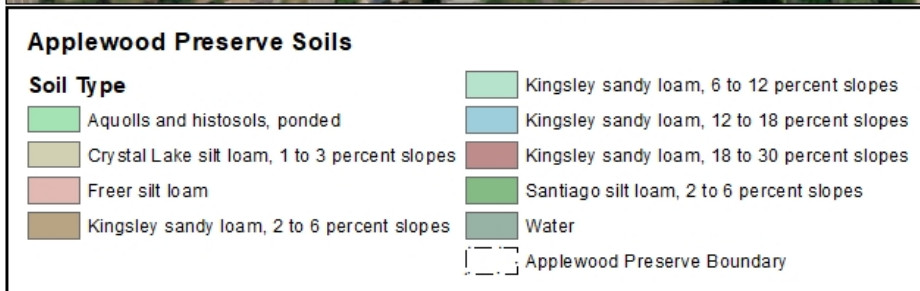 Applewood Preserve Soils
Soil Type
Aquolls and histosols, ponded
Crystal Lake silt loam, 1 to 3 percent slopes
Freer silt loam
Kingsley sandy loam, 2 to 6 percent slopes
Kingsley sandy loam, 6 to 12 percent slopes
Kingsley sandy loam, 12 to 18 percent slopes
Kingsley sandy loam, 18 to 30 percent slopes
Santiago silt loam, 2 to 6 percent slopes
Water
Applewood Preserve Boundary